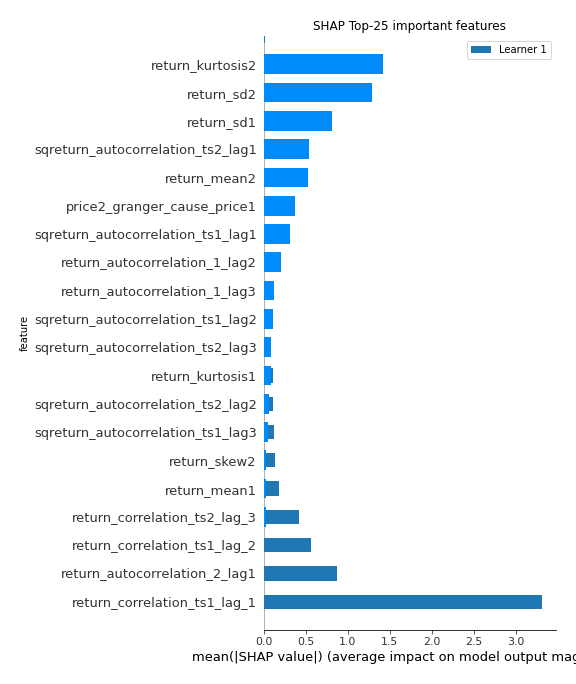 SHAP Top-25 important features
Learner 1
return_kurtosis2
return_sd2
return_sd1
sqreturn_autocorrelation_ts2_lag1
return_mean2
price2_granger_cause_price1
sqreturn_autocorrelation_ts1_lag1
return_autocorrelation_1_lag2
return_autocorrelation_1_lag3
sqreturn_autocorrelation_ts1_lag2
sqreturn_autocorrelation_ts2_lag3
return_kurtosis1
sqreturn_autocorrelation_ts2_lag2
sqreturn_autocorrelation_ts1_lag3
return_skew2
return_mean1
return_correlation_ts2_lag_3
return_correlation_ts1_lag_2
return_autocorrelation_2_lag1
return_correlation_ts1_lag_1
feature
0.0 0.5 1.0 1.5 2.0 2.5 3.0
mean(|SHAP value|) (average impact on model output mag